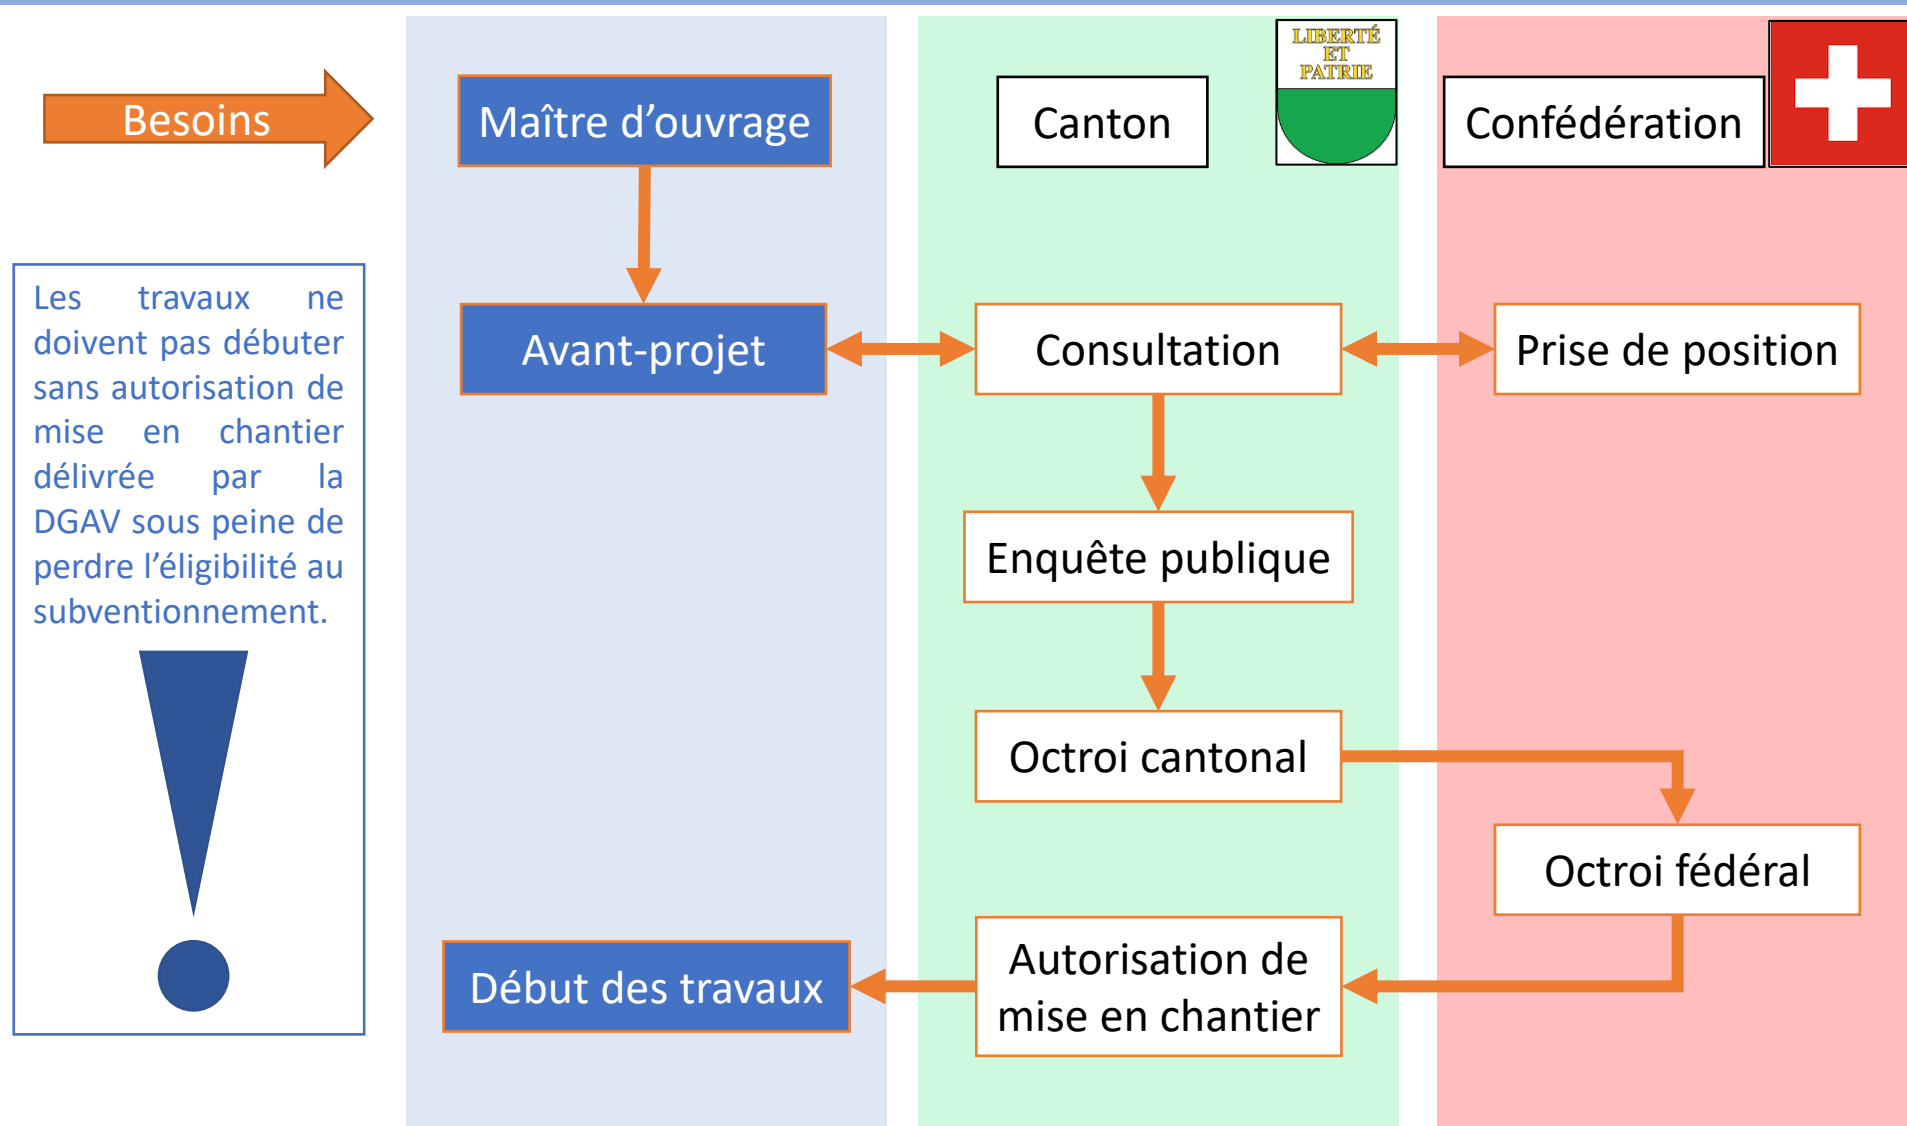 Besoins
Maître d’ouvrage
Canton
LIBERTÉ
ET
PATRIE
Confédération
Les travaux ne
doivent pas débuter
sans autorisation de
mise en chantier
délivrée par la
DGAV sous peine de
perdre l’éligibilité au
subventionnement.
Avant-projet
Consultation
Prise de position
Enquête publique
Octroi cantonal
Octroi fédéral
Autorisation de
mise en chantier
Début des travaux